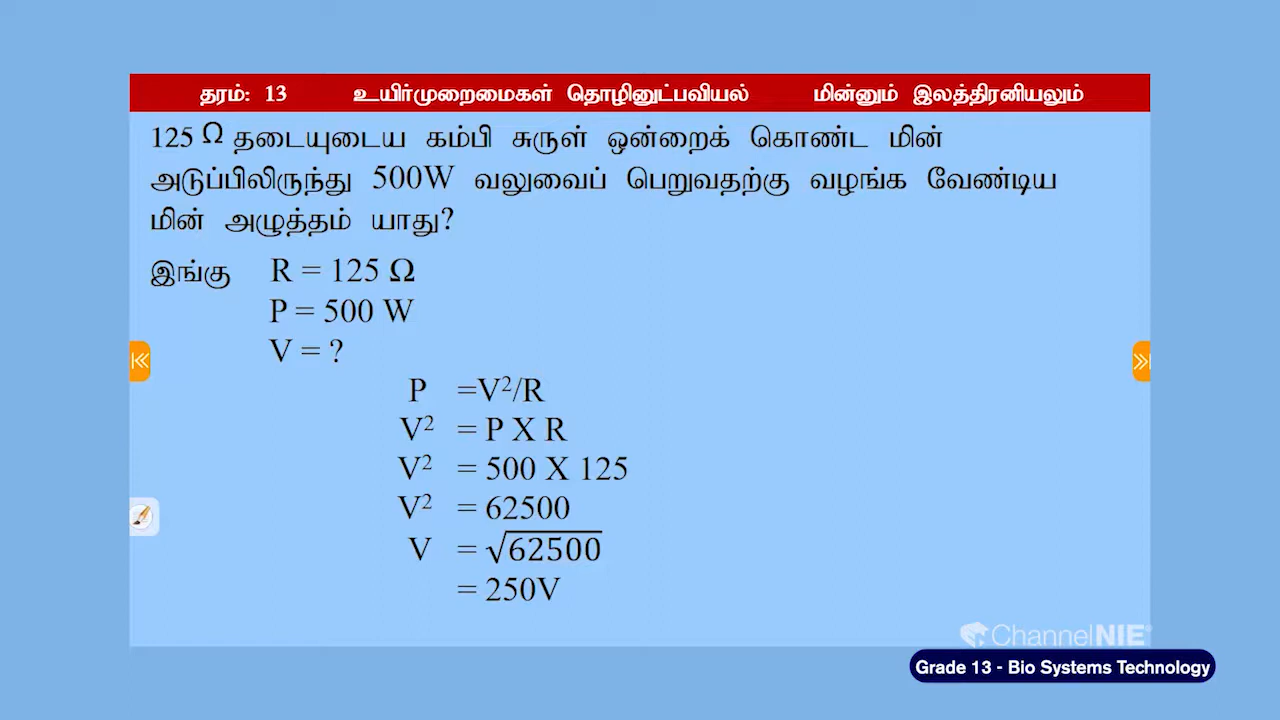 தரம்: 13 உயிர்முறைமைகள் தொழினுட்பவியல் மின்னும் இலத்திரனியலும்
125 Ω தடையுடைய கம்பி சுருள் ஒன்றைக் கொண்ட மின்
அடுப்பிலிருந்து 500W வலுவைப் பெறுவதற்கு வழங்க வேண்டிய
மின் அழுத்தம் யாது?
இங்கு R = 125 Ω
P = 500 W
V = ?
P =V²/R
V² = P X R
V² = 500 X 125
V² = 62500
V = √62500
= 250V
ChannelNIE
Grade 13 - Bio Systems Technology